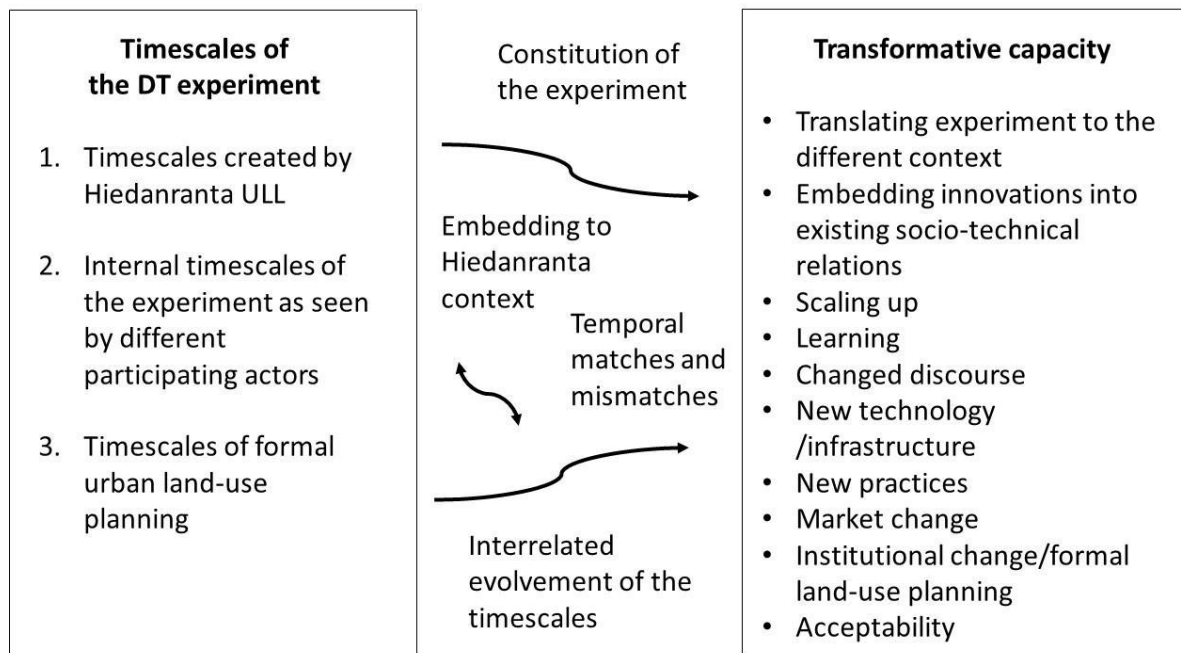 Timescales of
the DT experiment
1. Timescales created by
Hiedanranta ULL
2. Internal timescales of
the experiment as seen
by different
participating actors
3. Timescales of formal
urban land-use
planning
Constitution of
the experiment
Embedding to
Hiedanranta
context
Temporal
matches and
mismatches
Interrelated
evolvement of the
timescales
Transformative capacity
• Translating experiment to the
different context
• Embedding innovations into
existing socio-technical
relations
• Scaling up
• Learning
• Changed discourse
• New technology
/infrastructure
• New practices
• Market change
• Institutional change/formal
land-use planning
• Acceptability